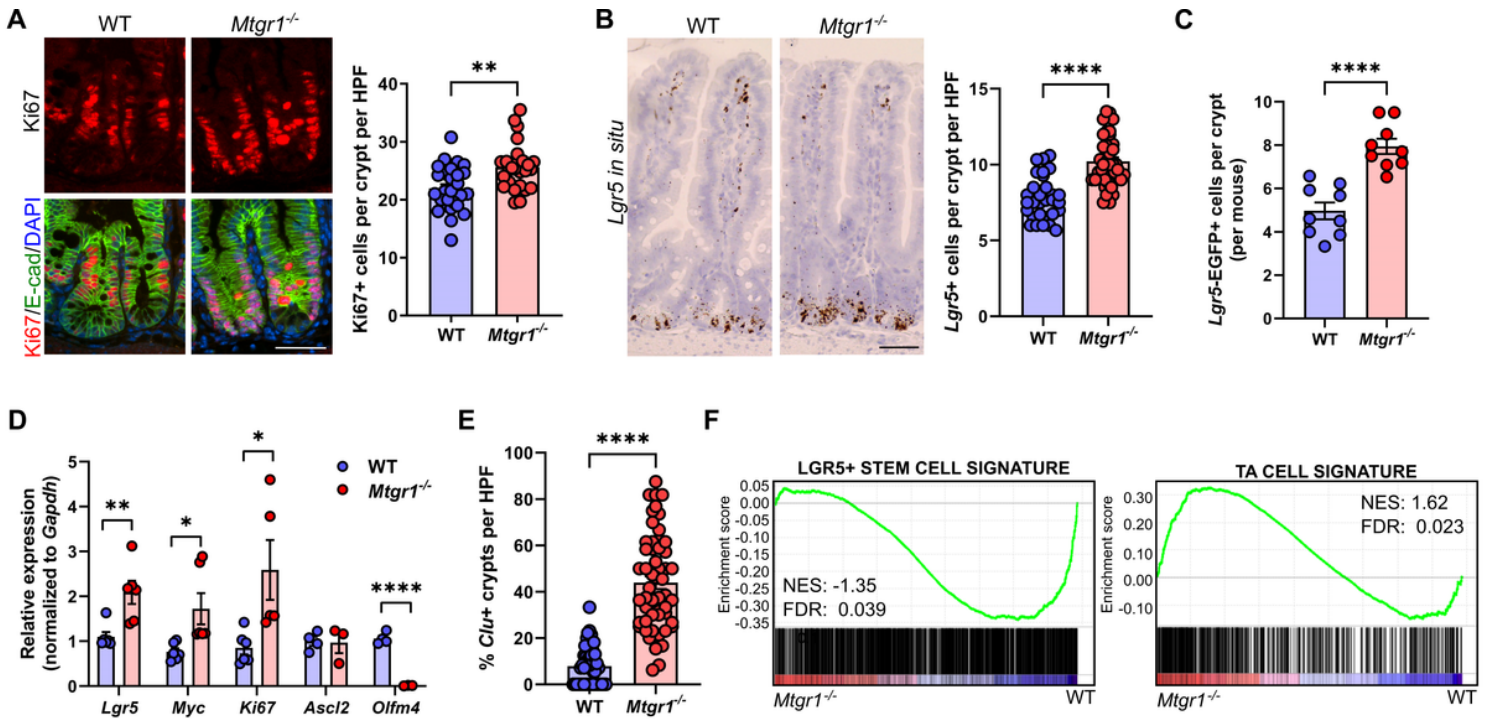 A
WT
Mtgr1-/-
Ki67
Ki67/E-cad/DAPI
Ki67+ cells per crypt per HPF
40
30
20
10
0
**
WT
Mtgr1-/-
B
WT
Mtgr1-/-
Lgr5 in situ
Lgr5+ cells per crypt per HPF
15
10
5
0
****
WT
Mtgr1-/-
C
Lgr5-EGFP+ cells per crypt
(per mouse)
10
8
6
4
2
0
****
WT
Mtgr1-/-
D
Relative expression
(normalized to Gapdh)
5
4
3
2
1
0
**
*
*
****
WT
Mtgr1-/-
Lgr5
Myc
Ki67
Ascl2
Olfm4
E
% Clu+ crypts per HPF
100
80
60
40
20
0
****
WT
Mtgr1-/-
F
LGR5+ STEM CELL SIGNATURE
Enrichment score
0.05
0.00
-0.05
-0.10
-0.15
-0.20
-0.25
-0.30
-0.35
NES: -1.35
FDR: 0.039
Mtgr1-/-
WT
TA CELL SIGNATURE
Enrichment score
0.30
0.20
0.10
0.00
-0.10
NES: 1.62
FDR: 0.023
Mtgr1-/-
WT